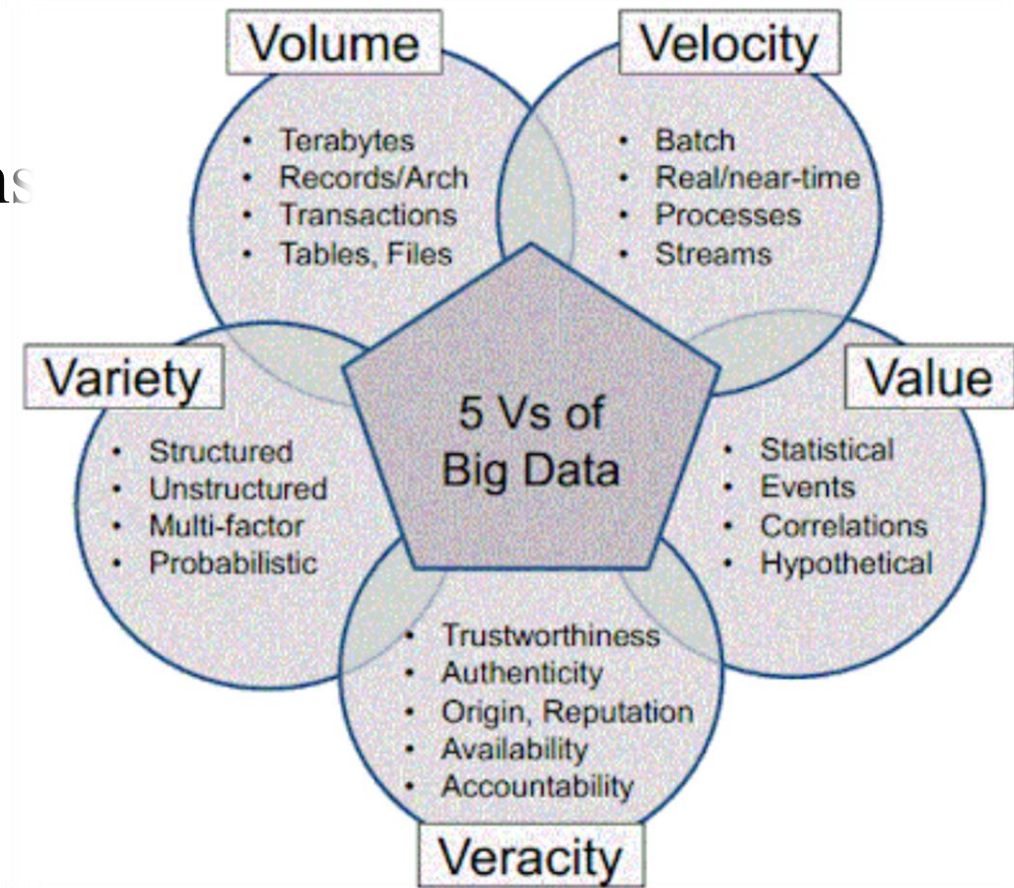 Volume
• Terabytes
• Records/Arch
• Transactions
• Tables, Files
Velocity
• Batch
• Real/near-time
• Processes
• Streams
Variety
• Structured
• Unstructured
• Multi-factor
• Probabilistic
5 Vs of
Big Data
Value
• Statistical
• Events
• Correlations
• Hypothetical
• Trustworthiness
• Authenticity
• Origin, Reputation
• Availability
• Accountability
Veracity